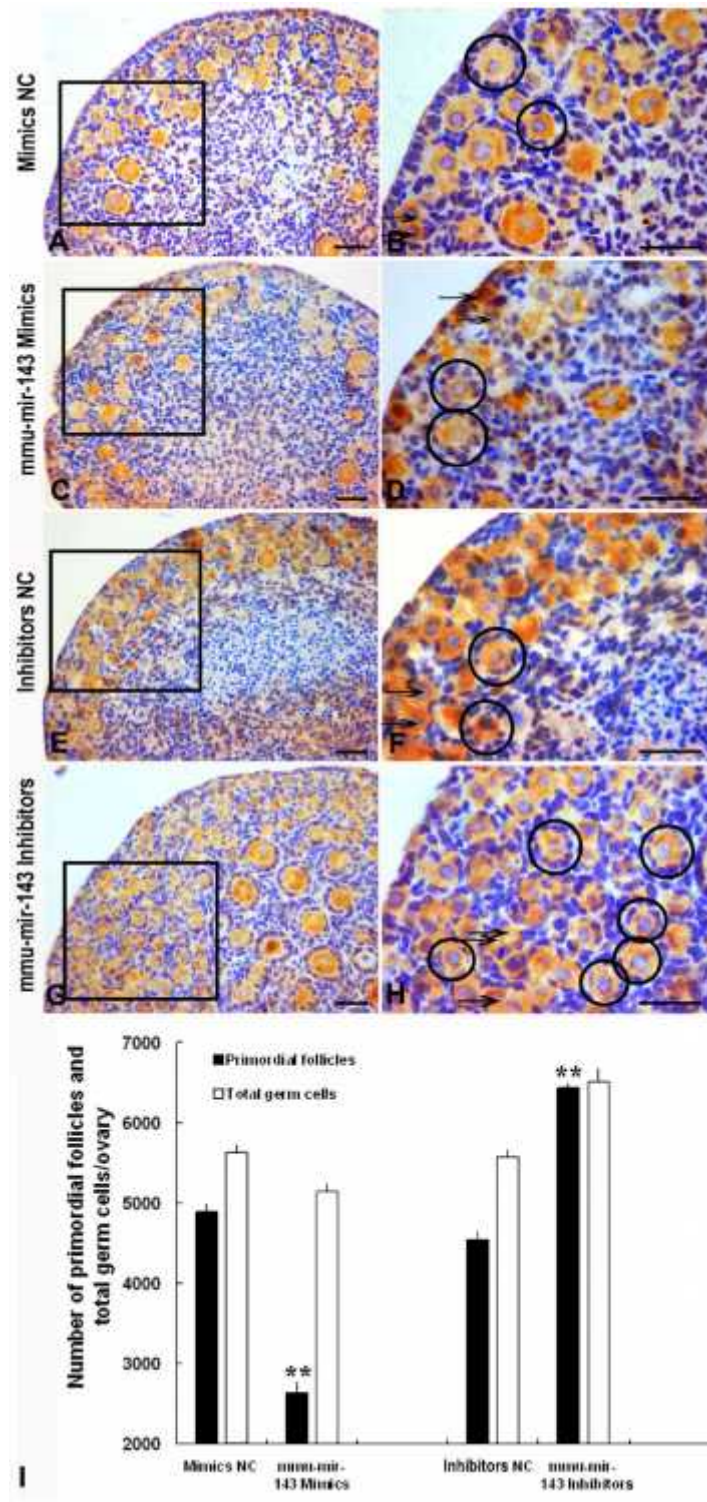 Mimics NC
A
B
mmu-mir-143 Mimics
C
D
Inhibitors NC
E
F
mmu-mir-143 Inhibitors
G
H
7000
6000
5000
4000
3000
2000
Number of primordial follicles and
total germ cells/ovary
Primordial follicles
Total germ cells
**
**
Mimics NC
mmu-mir-
143 Mimics
Inhibitors NC
mmu-mir-
143 Inhibitors
I